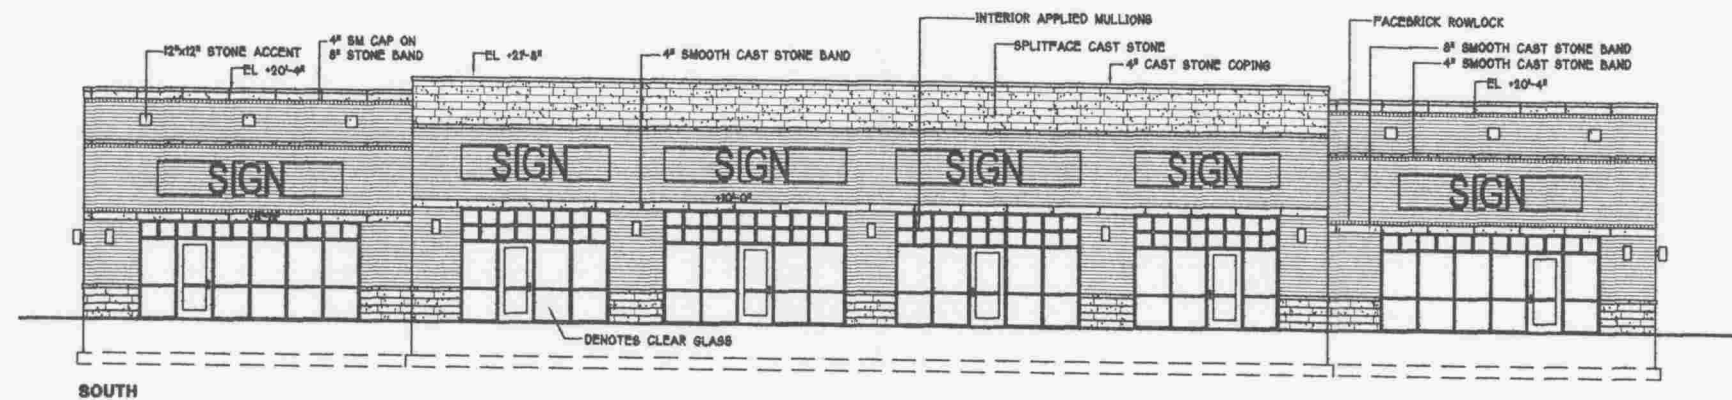 INTERIOR APPLIED MULLIONS
FACEBRICK ROWLOCK
12"x12" STONE ACCENT
4" SM CAP ON
8" STONE BAND
EL +20'-4"
EL +21'-8"
4" SMOOTH CAST STONE BAND
SPLITFACE CAST STONE
4" CAST STONE COPING
8" SMOOTH CAST STONE BAND
4" SMOOTH CAST STONE BAND
EL +20'-4"
SIGN
SIGN
SIGN
SIGN
SIGN
SIGN
+10'-0"
DENOTES CLEAR GLASS
SOUTH